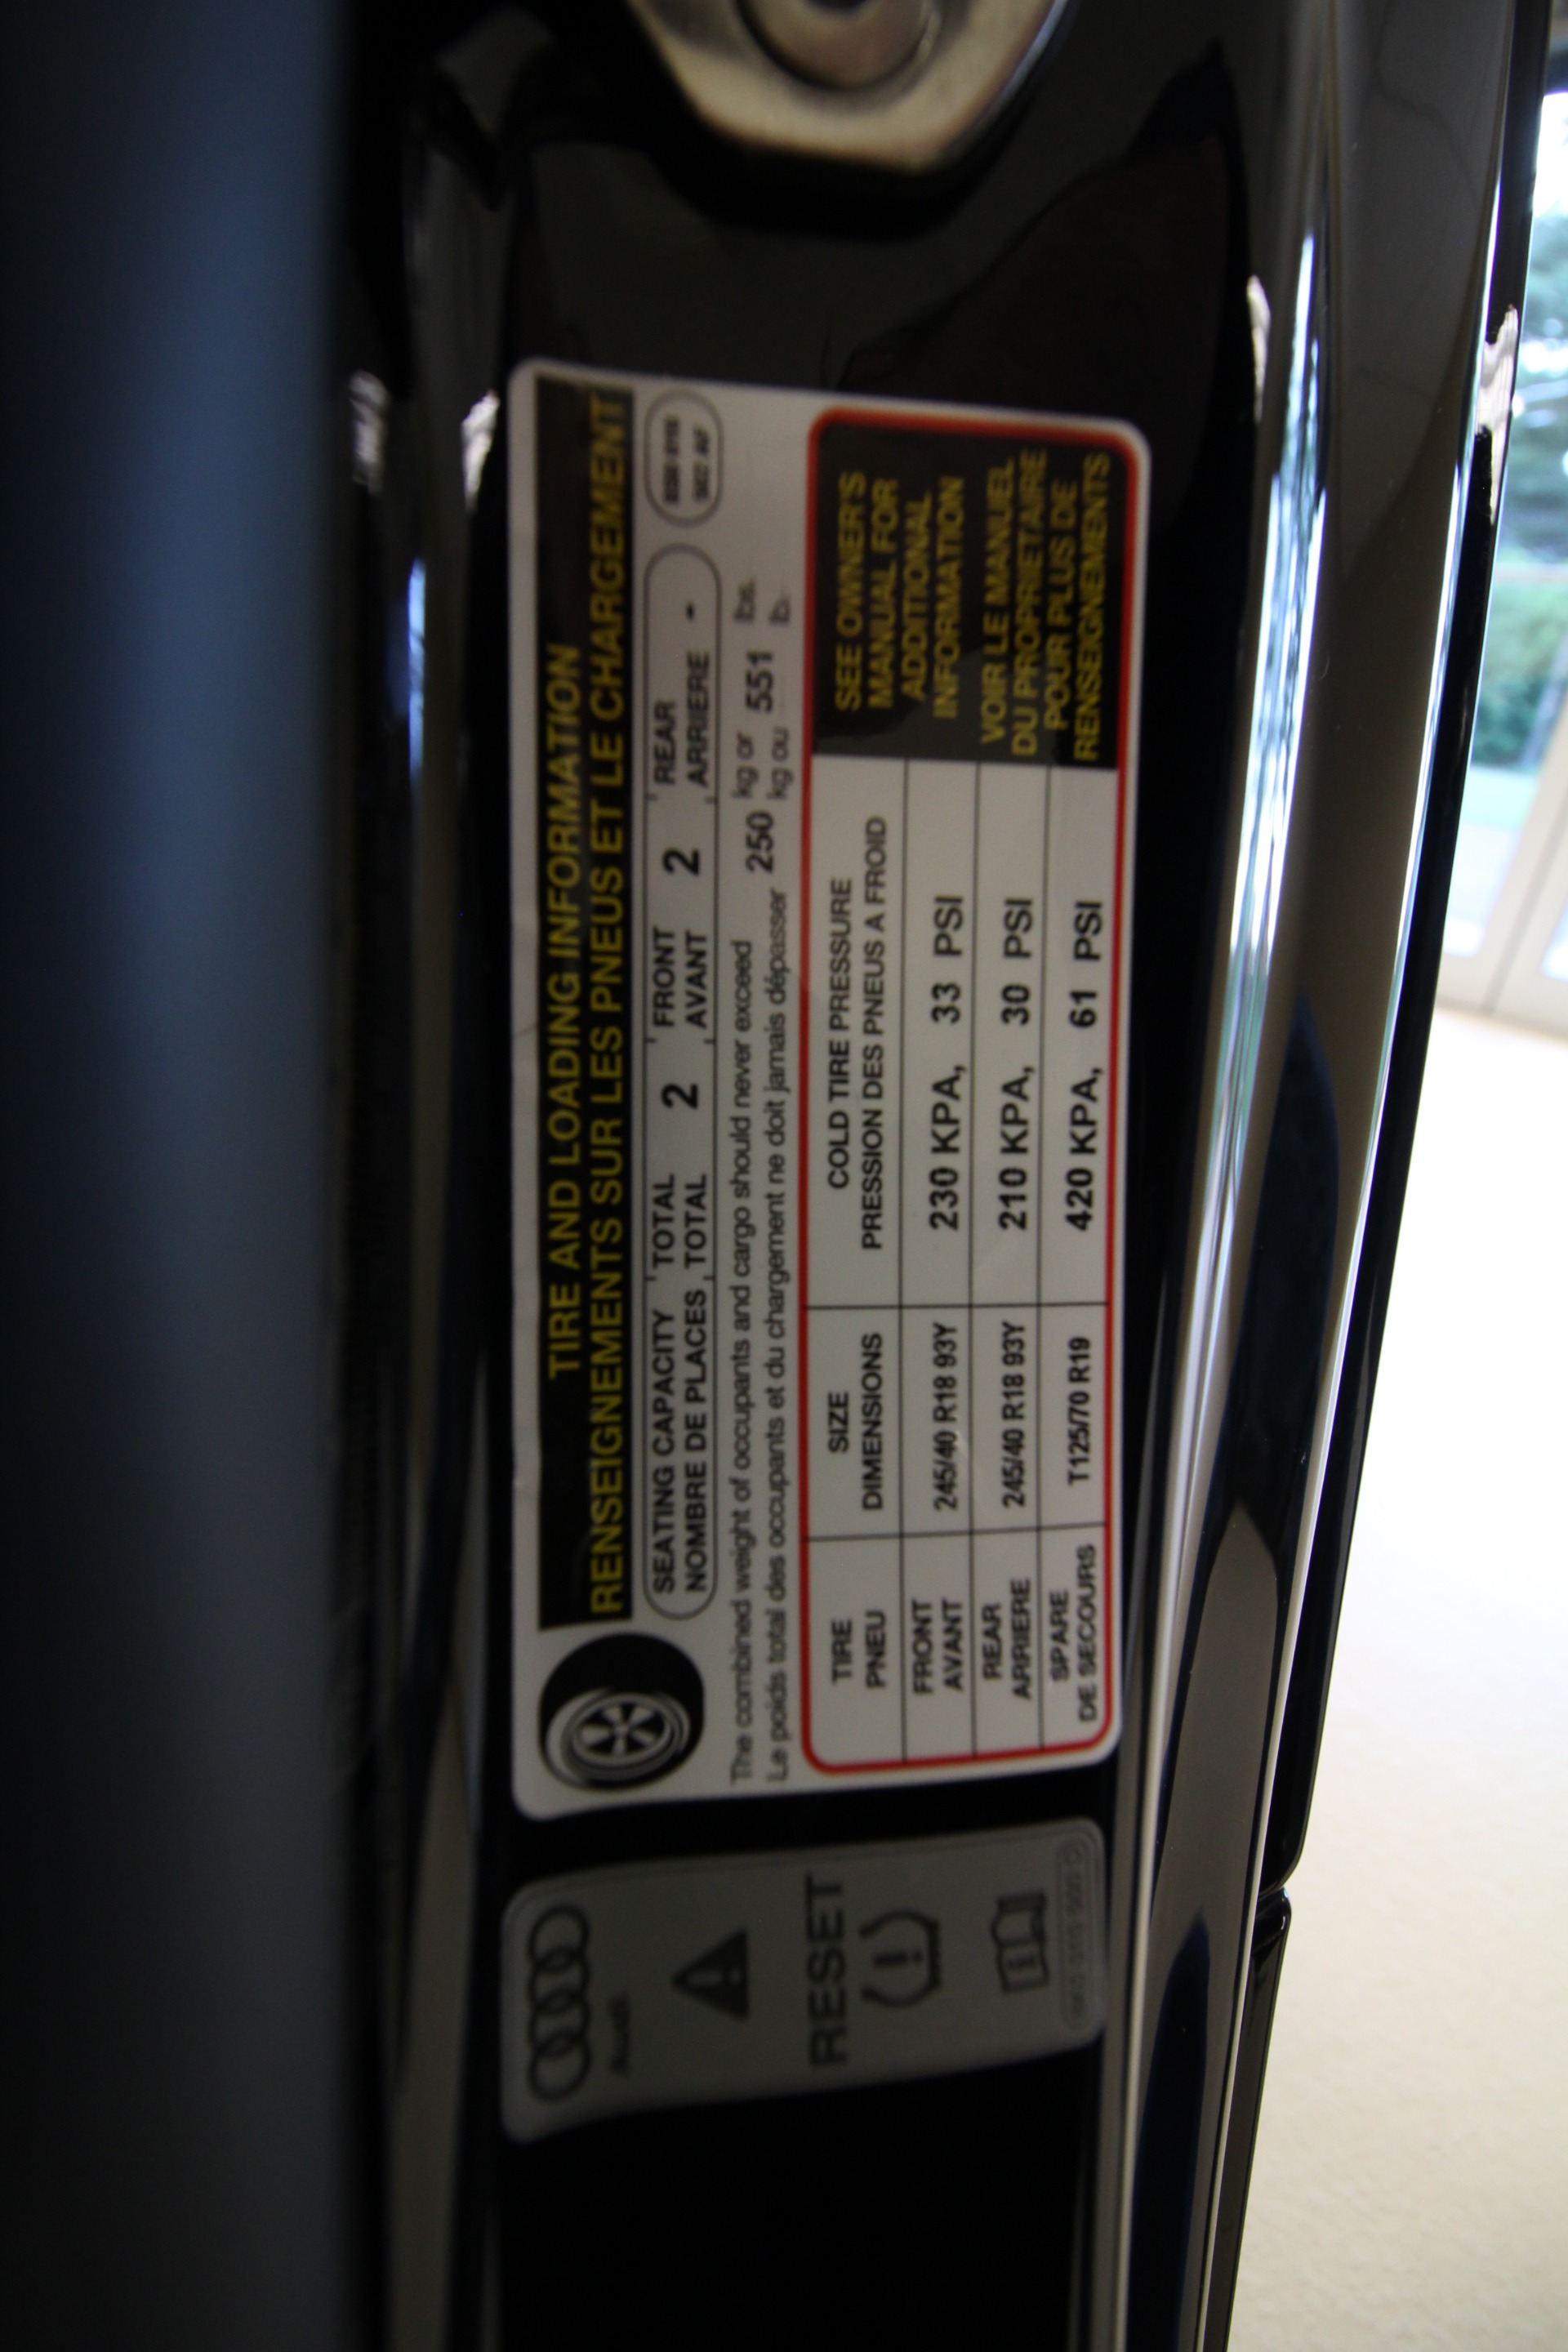 TIRE AND LOADING INFORMATION
RENSEIGNEMENTS SUR LES PNEUS ET LE CHARGEMENT
SEATING CAPACITY TOTAL 2 FRONT 2 REAR -
NOMBRE DE PLACES TOTAL AVANT ARRIERE
The combined weight of occupants and cargo should never exceed 250 kg or 551 lbs.
Le poids total des occupants et du chargement ne doit jamais dépasser kg ou lb.
TIRE SIZE COLD TIRE PRESSURE
PNEU DIMENSIONS PRESSION DES PNEUS A FROID
FRONT 245/40 R18 93Y 230 KPA, 33 PSI
AVANT
REAR 245/40 R18 93Y 210 KPA, 30 PSI
ARRIERE
SPARE T125/70 R19 420 KPA, 61 PSI
DE SECOURS
SEE OWNER'S
MANUAL FOR
ADDITIONAL
INFORMATION
VOIR LE MANUEL
DU PROPRIETAIRE
POUR PLUS DE
RENSEIGNEMENTS
Audi
RESET